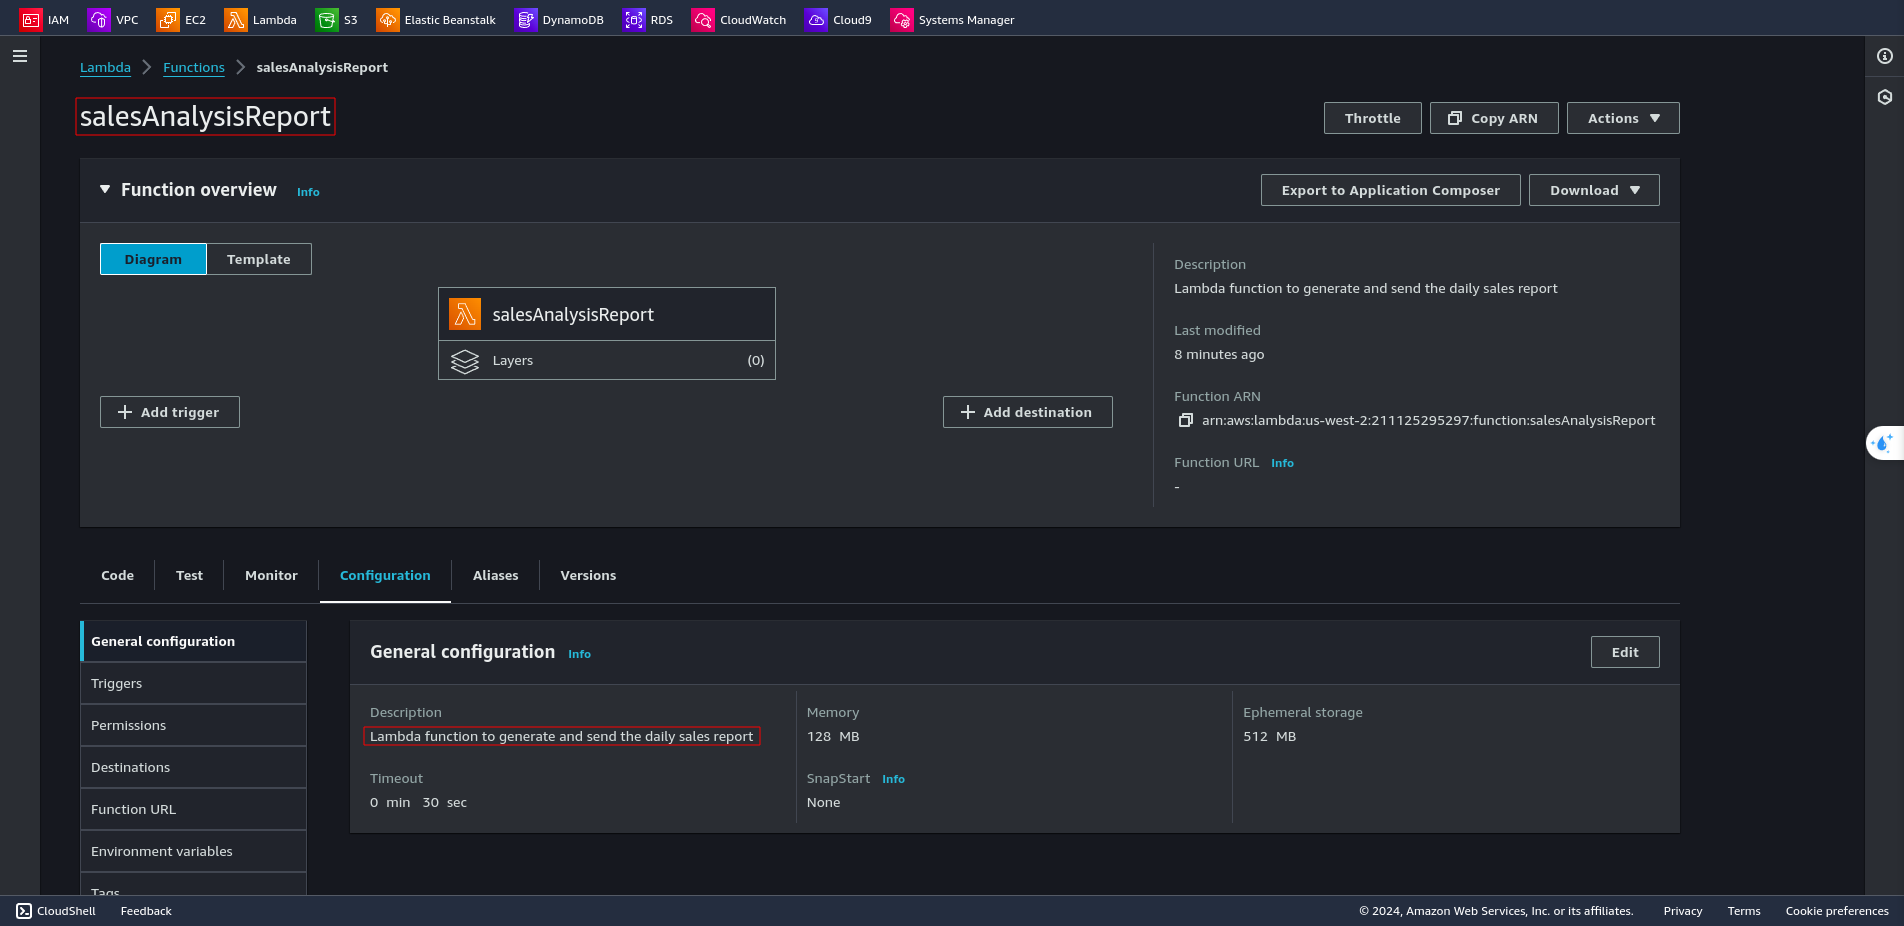 IAM VPC EC2 Lambda S3 Elastic Beanstalk DynamoDB RDS CloudWatch Cloud9 Systems Manager
Lambda Functions salesAnalysisReport
salesAnalysisReport
Throttle Copy ARN Actions
Function overview Info
Export to Application Composer Download
Diagram Template
salesAnalysisReport
Layers (0)
Add trigger
Add destination
Description
Lambda function to generate and send the daily sales report
Last modified
8 minutes ago
Function ARN
arn:aws:lambda:us-west-2:211125295297:function:salesAnalysisReport
Function URL Info
-
Code Test Monitor Configuration Aliases Versions
General configuration
Triggers
Permissions
Destinations
Function URL
Environment variables
Tags
General configuration Info
Edit
Description
Lambda function to generate and send the daily sales report
Timeout
0 min 30 sec
Memory
128 MB
SnapStart Info
None
Ephemeral storage
512 MB
CloudShell Feedback © 2024, Amazon Web Services, Inc. or its affiliates. Privacy Terms Cookie preferences